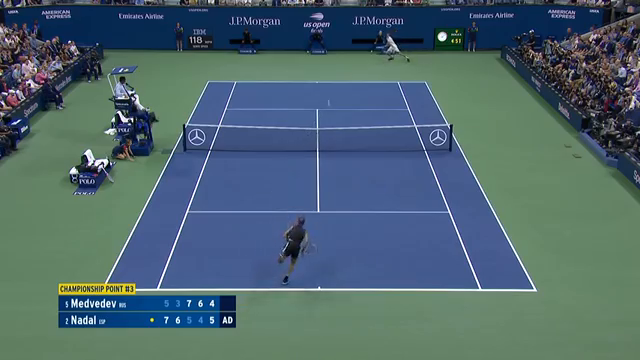 AMERICAN EXPRESS
Emirates Airline
J.P.Morgan
us open
J.P.Morgan
Emirates Airline
AMERICAN EXPRESS
118 MPH
POLO
POLO
POLO
CHAMPIONSHIP POINT #3
5 Medvedev RUS 5 3 7 6 4
2 Nadal ESP 7 6 5 4 5 AD